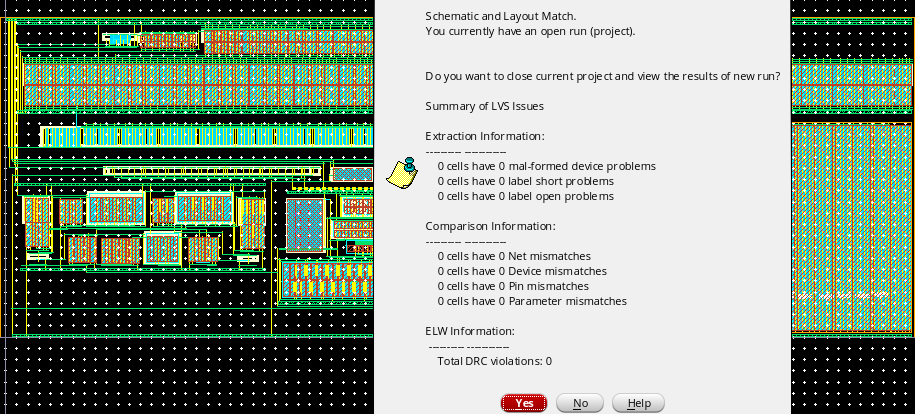 Schematic and Layout Match.
You currently have an open run (project).
Do you want to close current project and view the results of new run?
Summary of LVS Issues
Extraction Information:
---------- -----------
0 cells have 0 mal-formed device problems
0 cells have 0 label short problems
0 cells have 0 label open problems
Comparison Information:
---------- -----------
0 cells have 0 Net mismatches
0 cells have 0 Device mismatches
0 cells have 0 Pin mismatches
0 cells have 0 Parameter mismatches
ELW Information:
---------- -----------
Total DRC violations: 0
Yes No Help